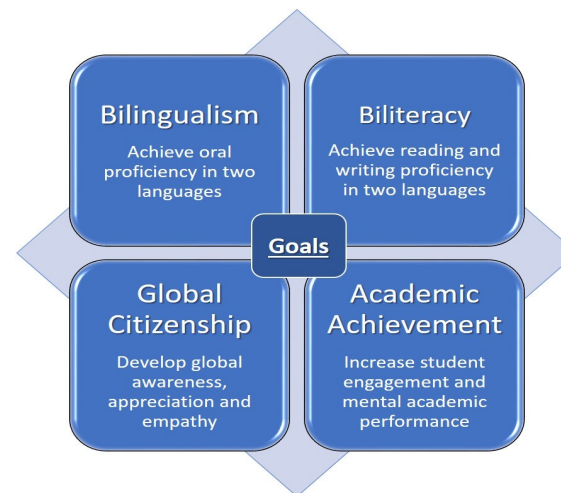 Bilingualism
Achieve oral
proficiency in two
languages
Biliteracy
Achieve reading and
writing proficiency
in two languages
Goals
Global
Citizenship
Develop global
awareness,
appreciation and
empathy
Academic
Achievement
Increase student
engagement and
mental academic
performance